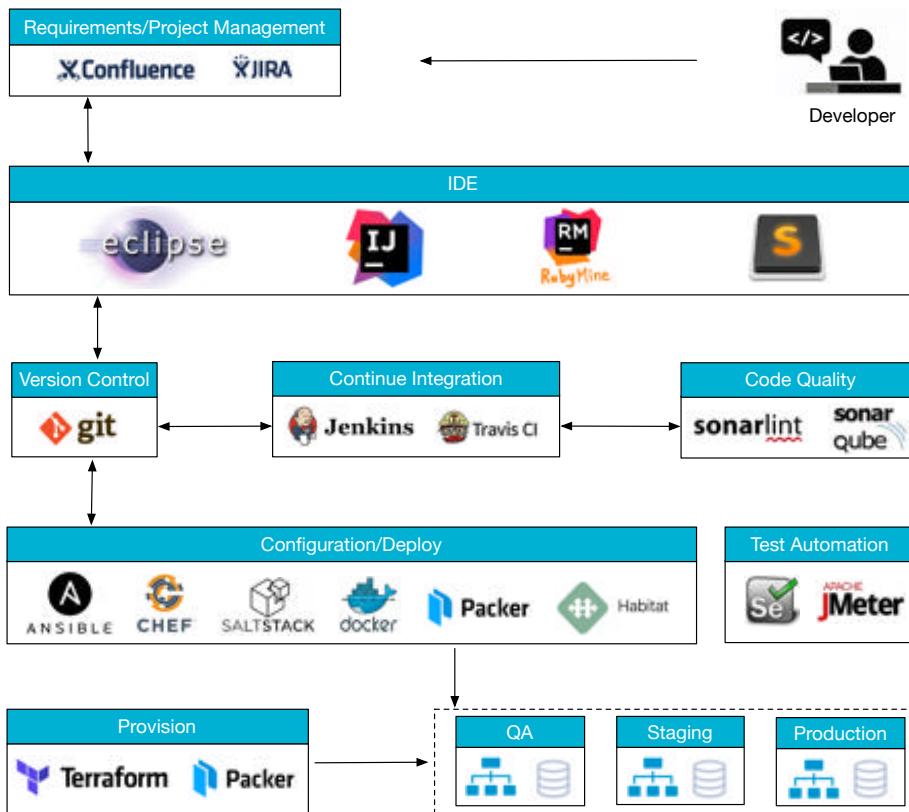 Requirements/Project Management
Confluence
JIRA
</>
Developer
IDE
eclipse
IJ
RM
RubyMine
S
Version Control
git
Continue Integration
Jenkins
Travis CI
Code Quality
sonarlint
sonar
qube
Configuration/Deploy
A
ANSIBLE
CHEF
SALTSTACK
docker
Packer
Habitat
Test Automation
Se
APACHE
JMeter
Provision
Terraform
Packer
QA
Staging
Production